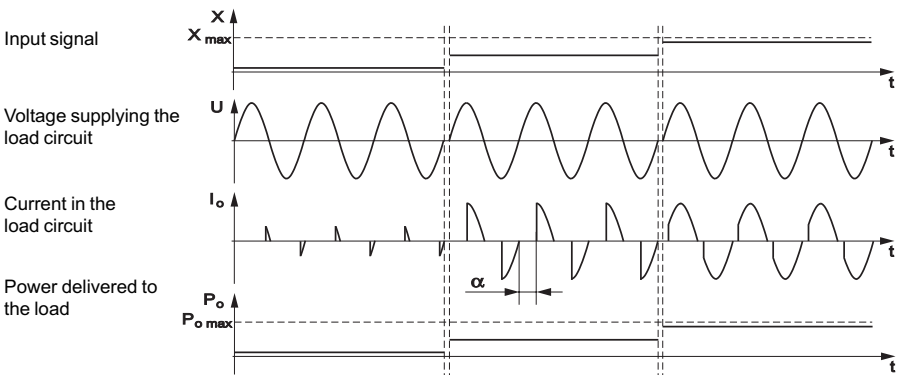 X
Input signal
X max
t
Voltage supplying the
load circuit
U
t
Current in the
load circuit
Io
t
α
Power delivered to
the load
Po
Po max
t